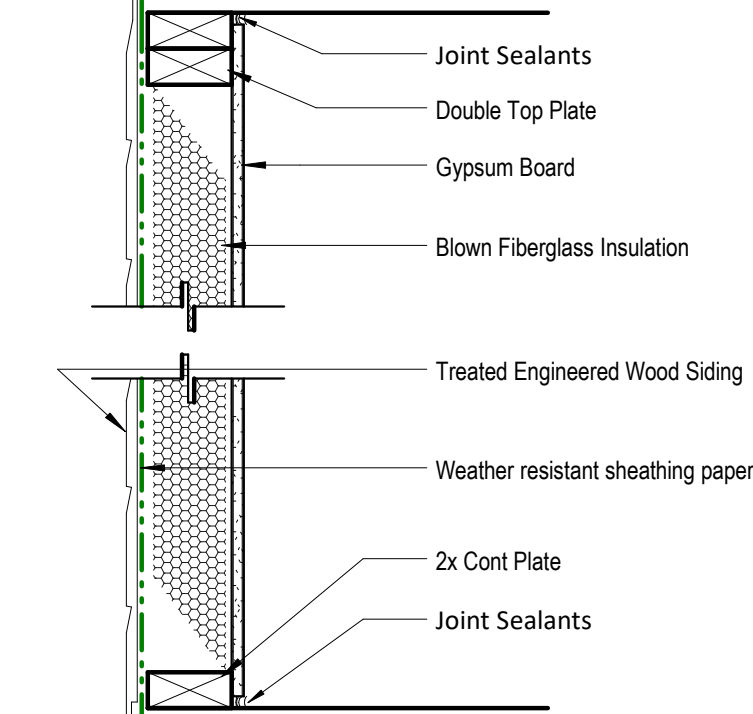 Joint Sealants
Double Top Plate
Gypsum Board
Blown Fiberglass Insulation
Treated Engineered Wood Siding
Weather resistant sheathing paper
2x Cont Plate
Joint Sealants